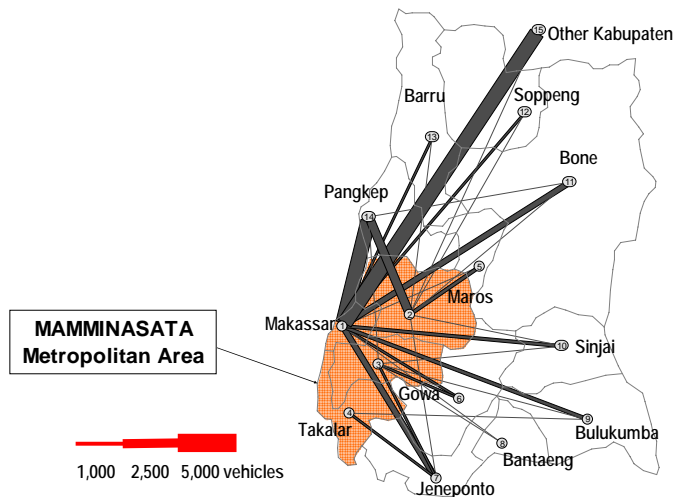 15 Other Kabupaten
Barru
Soppeng
12
13
Bone
11
Pangkep
14
5
Maros
2
Makassar 1
MAMMINASATA
Metropolitan Area
10 Sinjai
3
Gowa
6
4
Takalar
9
Bulukumba
8
Bantaeng
7
Jeneponto
1,000 2,500 5,000 vehicles